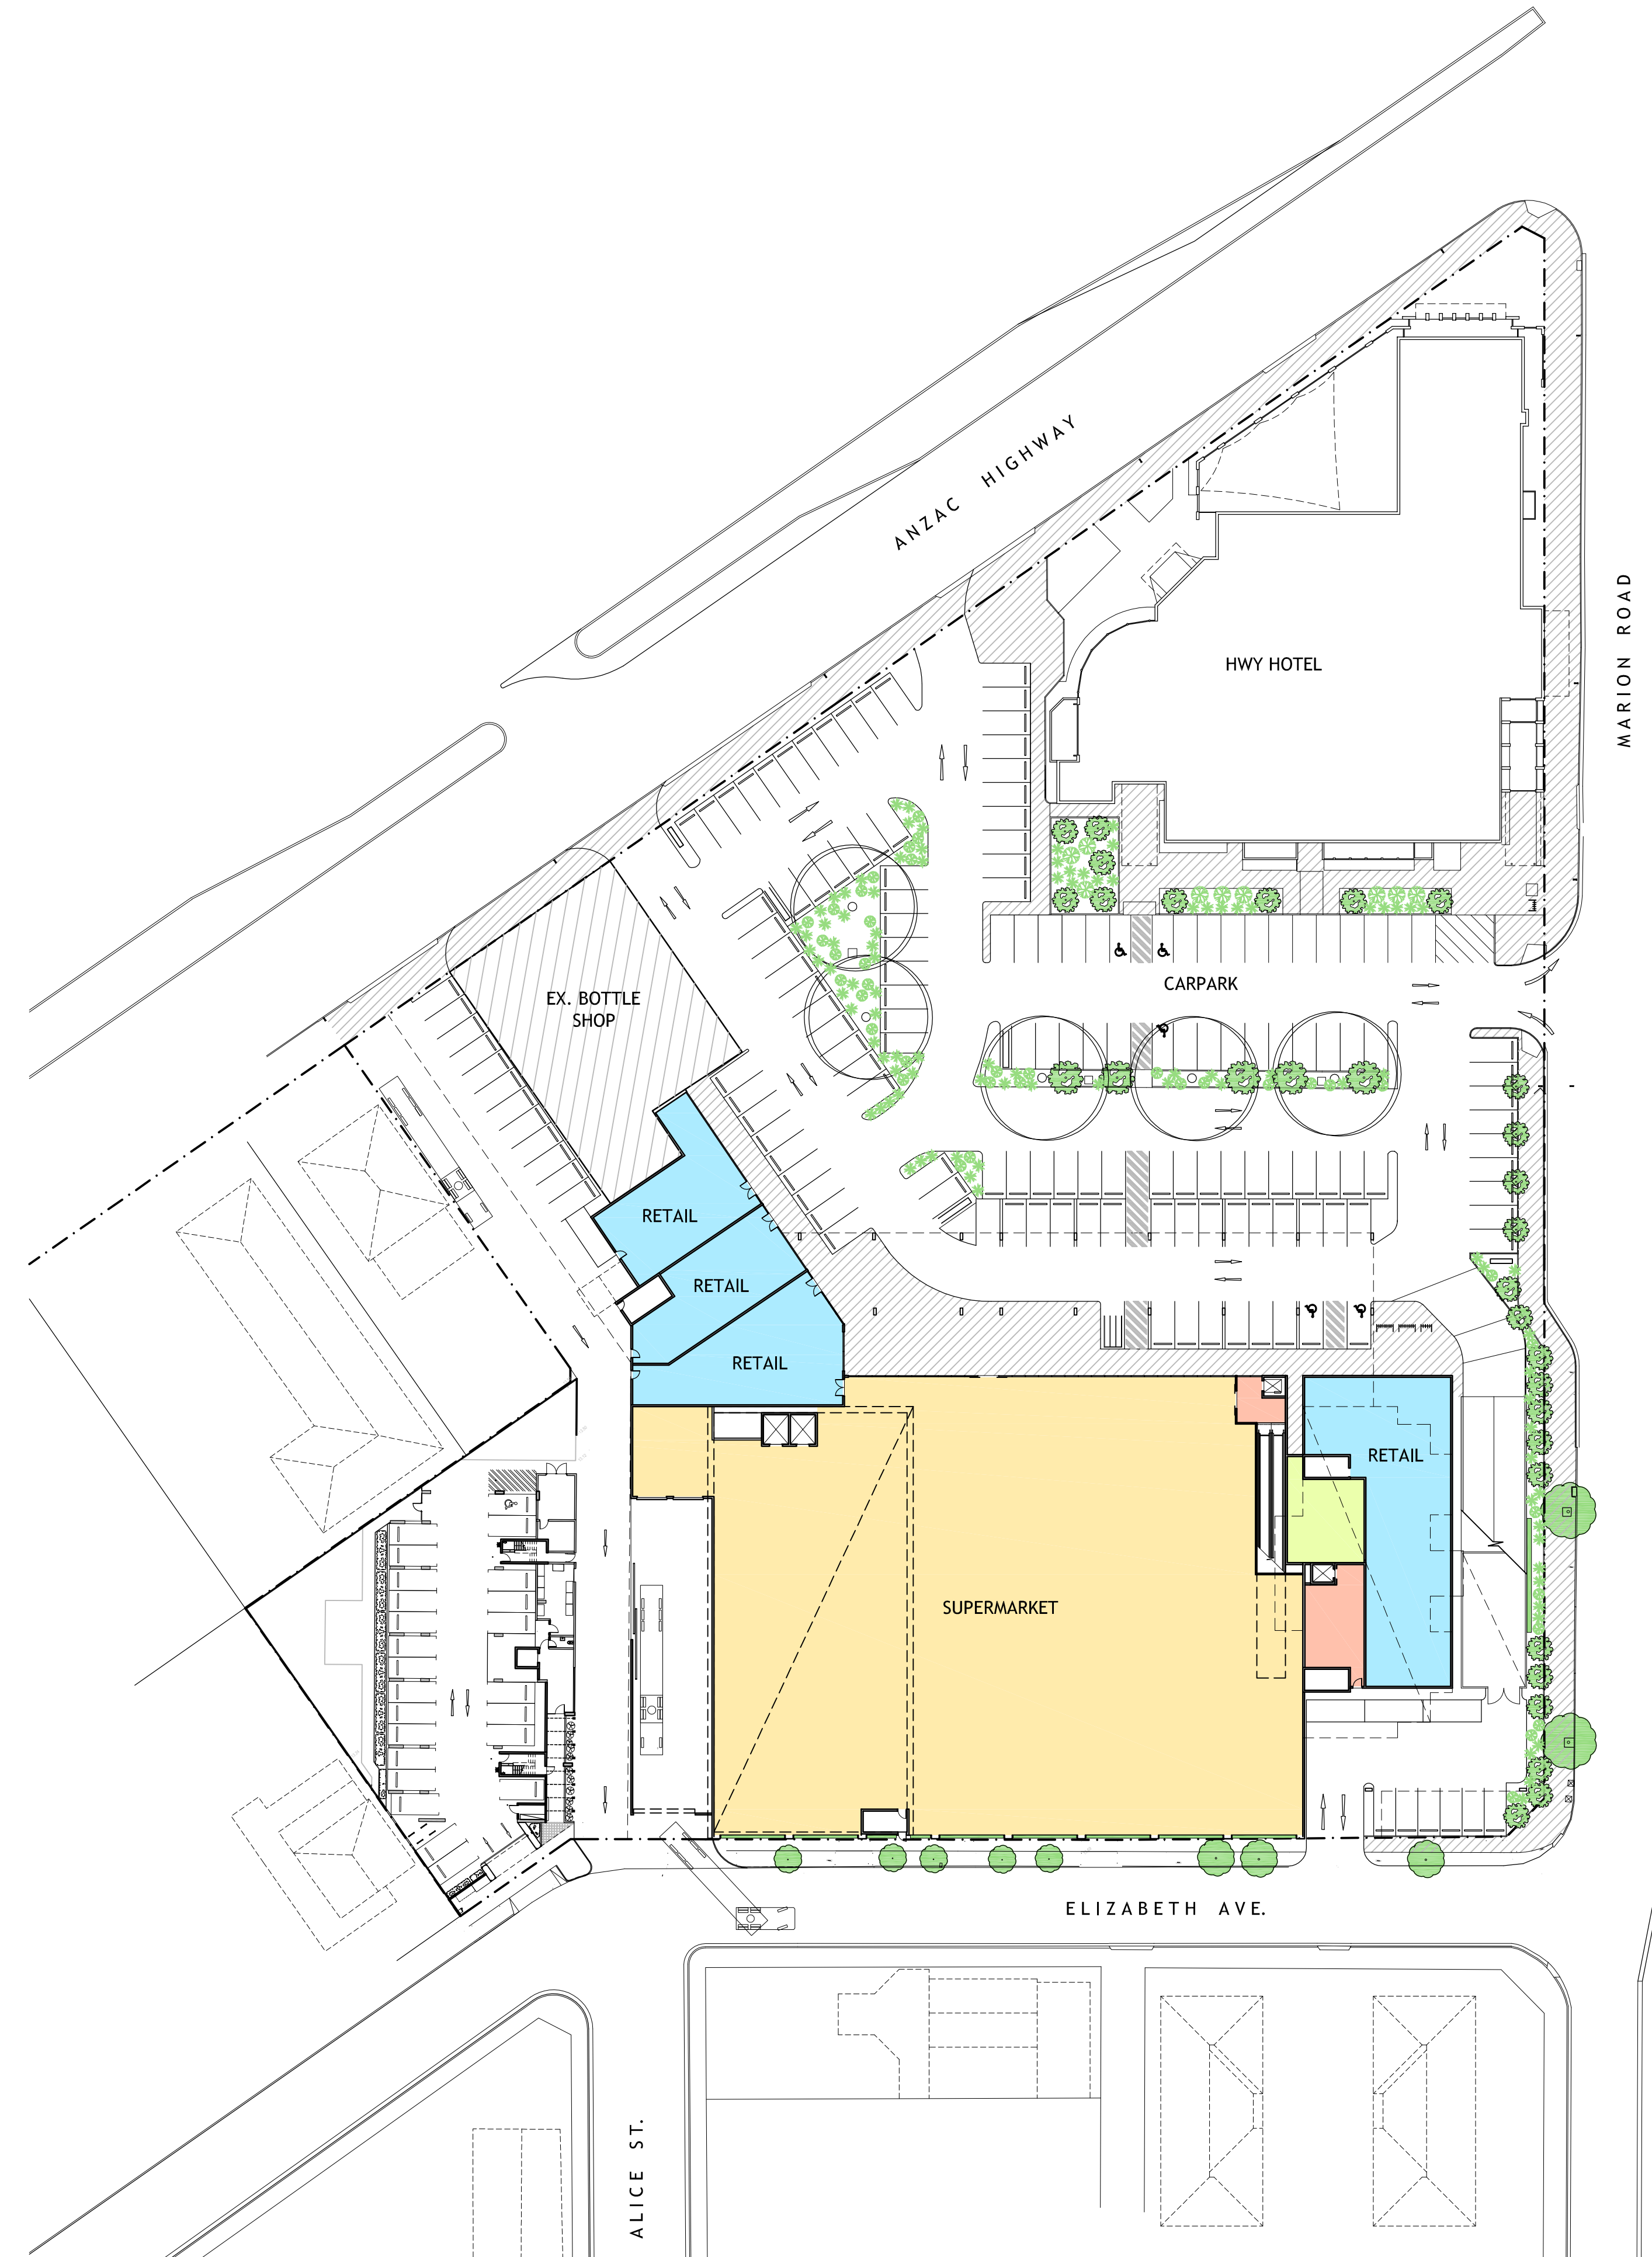 ANZAC HIGHWAY
MARION ROAD
HWY HOTEL
CARPARK
EX. BOTTLE
SHOP
RETAIL
RETAIL
RETAIL
RETAIL
SUPERMARKET
ELIZABETH AVE.
ALICE ST.